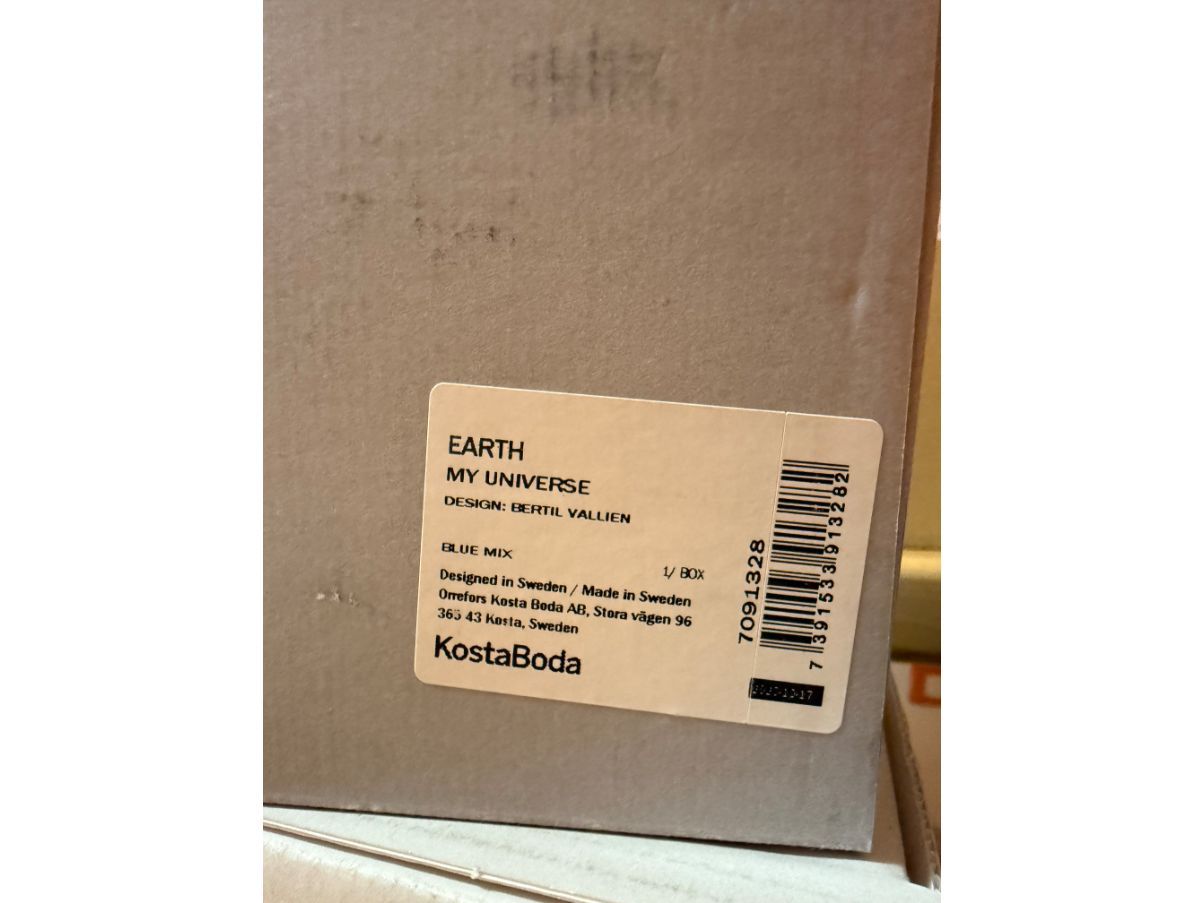 EARTH
MY UNIVERSE
DESIGN: BERTIL VALLIEN
BLUE MIX
1/ BOX
Designed in Sweden / Made in Sweden
Orrefors Kosta Boda AB, Stora vägen 96
365 43 Kosta, Sweden
KostaBoda
7091328
7 391533 913282